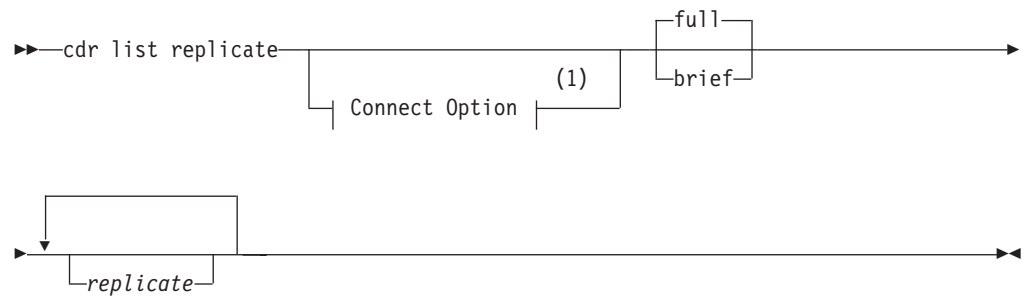 full
cdr list replicate
(1)
brief
Connect Option
replicate